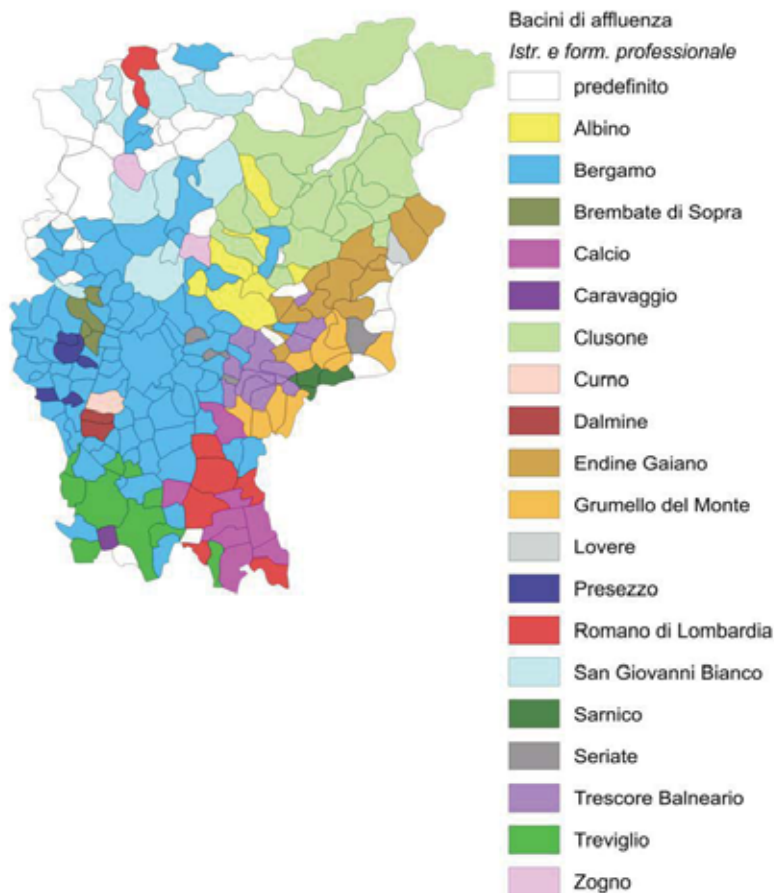 Bacini di affluenza
Istr. e form. professionale
predefinito
Albino
Bergamo
Brembate di Sopra
Calcio
Caravaggio
Clusone
Curno
Dalmine
Endine Gaiano
Grumello del Monte
Lovere
Presezzo
Romano di Lombardia
San Giovanni Bianco
Sarnico
Seriate
Trescore Balneario
Treviglio
Zogno